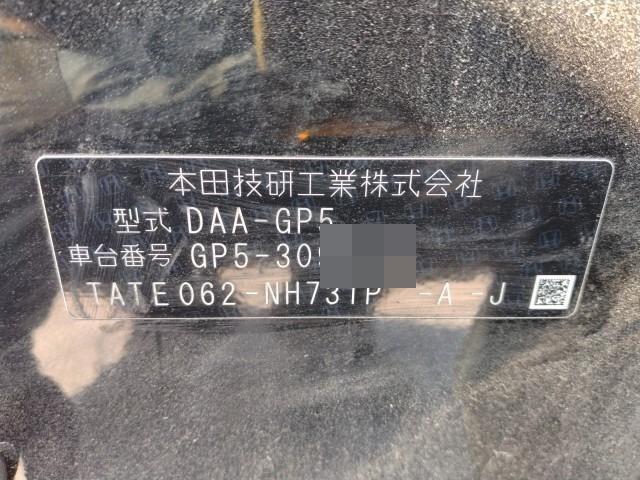 本田技研工業株式会社
型式 DAA-GP5
車台番号 GP5-30
TATE062-NH731P -A -J